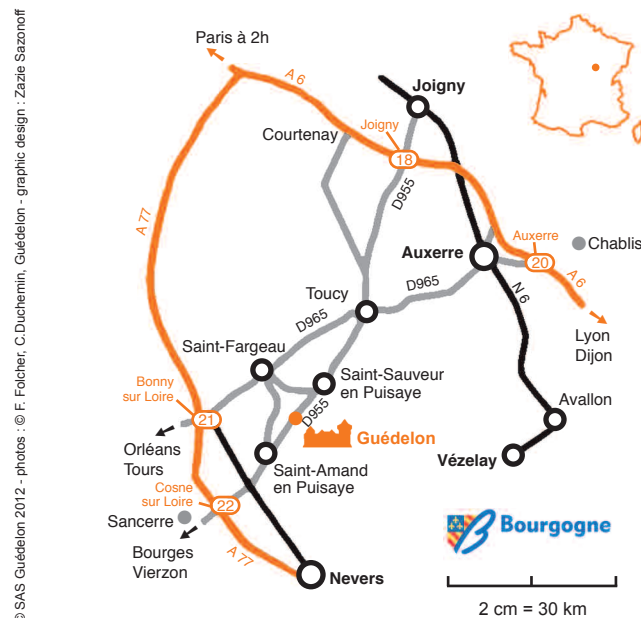 © SAS Guédelon 2012 - photos : © F. Folcher, C.Duchemin, Guédelon - graphic design : Zazie Sazonoff
Paris à 2h
A 6
Joigny
Courtenay
Joigny
18
D955
A 77
Auxerre
Auxerre
20
Chablis
A 6
D965
N 6
Toucy
D965
Lyon
Dijon
Saint-Fargeau
Saint-Sauveur
en Puisaye
Bonny
sur Loire
21
D955
Guédelon
Avallon
Orléans
Tours
Vézelay
Saint-Amand
en Puisaye
Cosne
sur Loire
22
Sancerre
Bourges
Vierzon
A 77
Nevers
Bourgogne
2 cm = 30 km